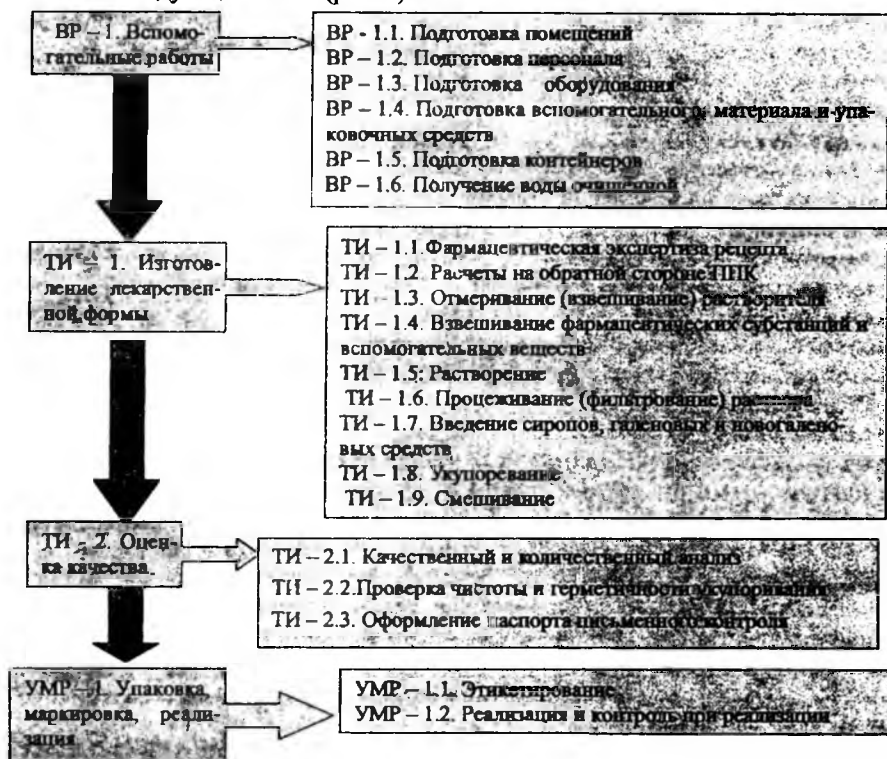 ВР – 1. Вспомо-
гательные работы
ВР - 1.1. Подготовка помещений
ВР – 1.2. Подготовка персонала
ВР – 1.3. Подготовка оборудования
ВР – 1.4. Подготовка вспомогательного материала и упа-
ковочных средств
ВР – 1.5. Подготовка контейнеров
ВР – 1.6. Получение воды очищенной
ТИ – 1. Изготов-
ление лекарствен-
ной формы
ТИ – 1.1. Фармацевтическая экспертиза рецепта
ТИ – 1.2. Расчеты на обратной стороне ППК
ТИ – 1.3. Отмеривание (взвешивание) растворителя
ТИ – 1.4. Взвешивание фармацевтических субстанций и
вспомогательных веществ
ТИ – 1.5. Растворение
ТИ – 1.6. Процеживание (фильтрование)
ТИ – 1.7. Введение сиропов, галеновых и новогалено-
вых средств
ТИ – 1.8. Укупоревание
ТИ – 1.9. Смешивание
ТИ – 2. Оцен-
ка качества.
ТИ – 2.1. Качественный и количественный анализ
ТИ – 2.2.Проверка чистоты и герметичности укупоривания
ТИ – 2.3. Оформление паспорта письменного контроля
УМР – 1. Упаковка,
маркировка, реали-
зация
УМР – 1.1. Этикетирование
УМР – 1.2. Реализация и контроль при реализации